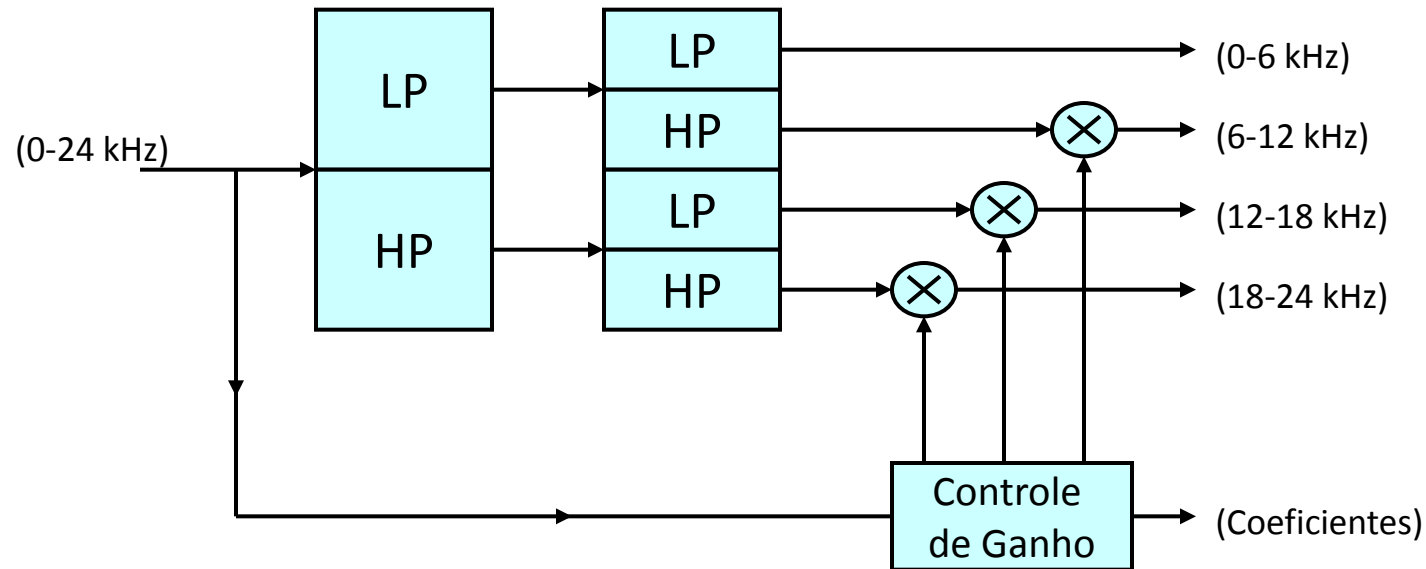 LP
HP
LP
HP
LP
HP
(0-24 kHz)
(0-6 kHz)
(6-12 kHz)
(12-18 kHz)
(18-24 kHz)
Controle
de Ganho
(Coeficientes)